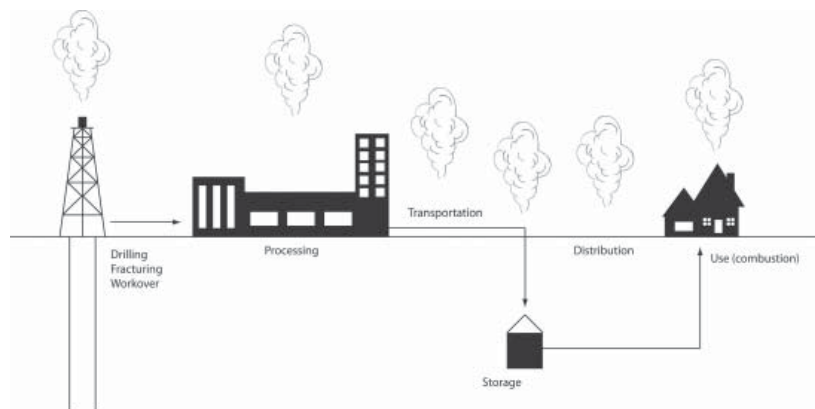 Drilling
Fracturing
Workover
Processing
Transportation
Storage
Distribution
Use (combustion)